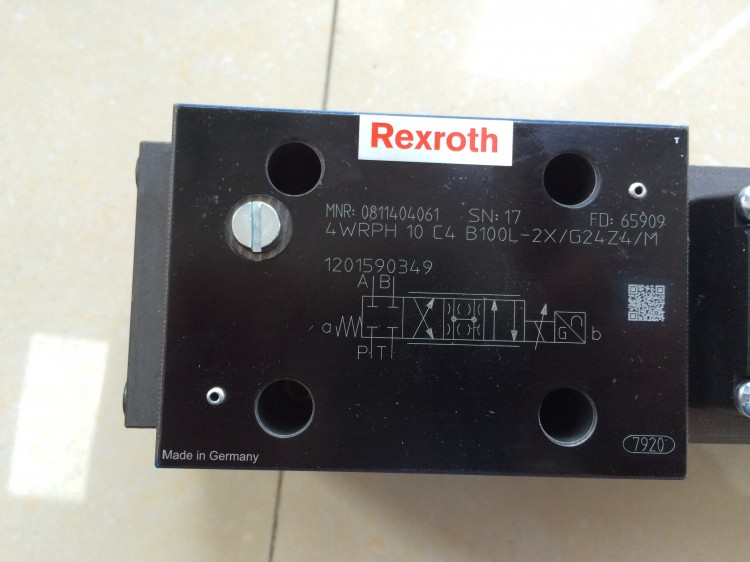 Rexroth
T
MNR: 0811404061 SN: 17 FD: 65909
4WRPH 10 C4 B100L-2X/G24Z4/M
1201590349
A B
a G b
P T
7920
Made in Germany